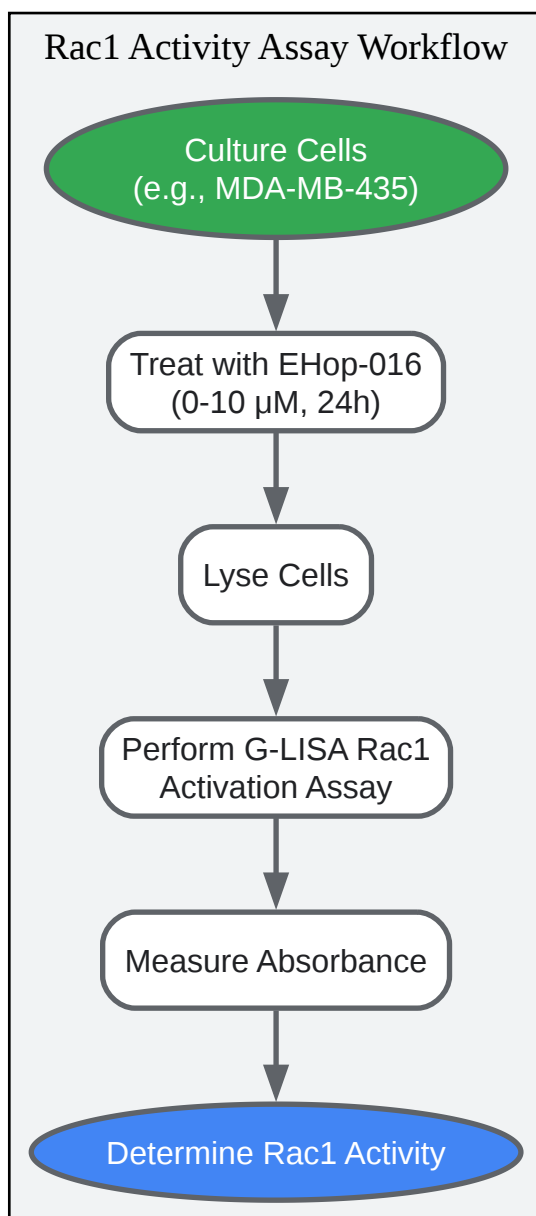 Rac1 Activity Assay Workflow
Culture Cells
(e.g., MDA-MB-435)
Treat with EHop-016
(0-10 μM, 24h)
Lyse Cells
Perform G-LISA Rac1
Activation Assay
Measure Absorbance
Determine Rac1 Activity